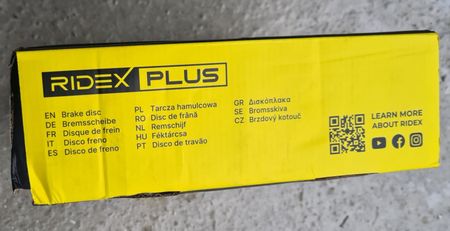 RIDEX PLUS
EN Brake disc
DE Bremsscheibe
FR Disque de frein
IT Disco freno
ES Disco de freno
PL Tarcza hamulcowa
RO Disc de frână
NL Remschijf
HU Féktárcsa
PT Disco de travão
GR Διακόπλακα
SE Bromsskiva
CZ Brzdový kotouč
LEARN MORE
ABOUT RIDEX